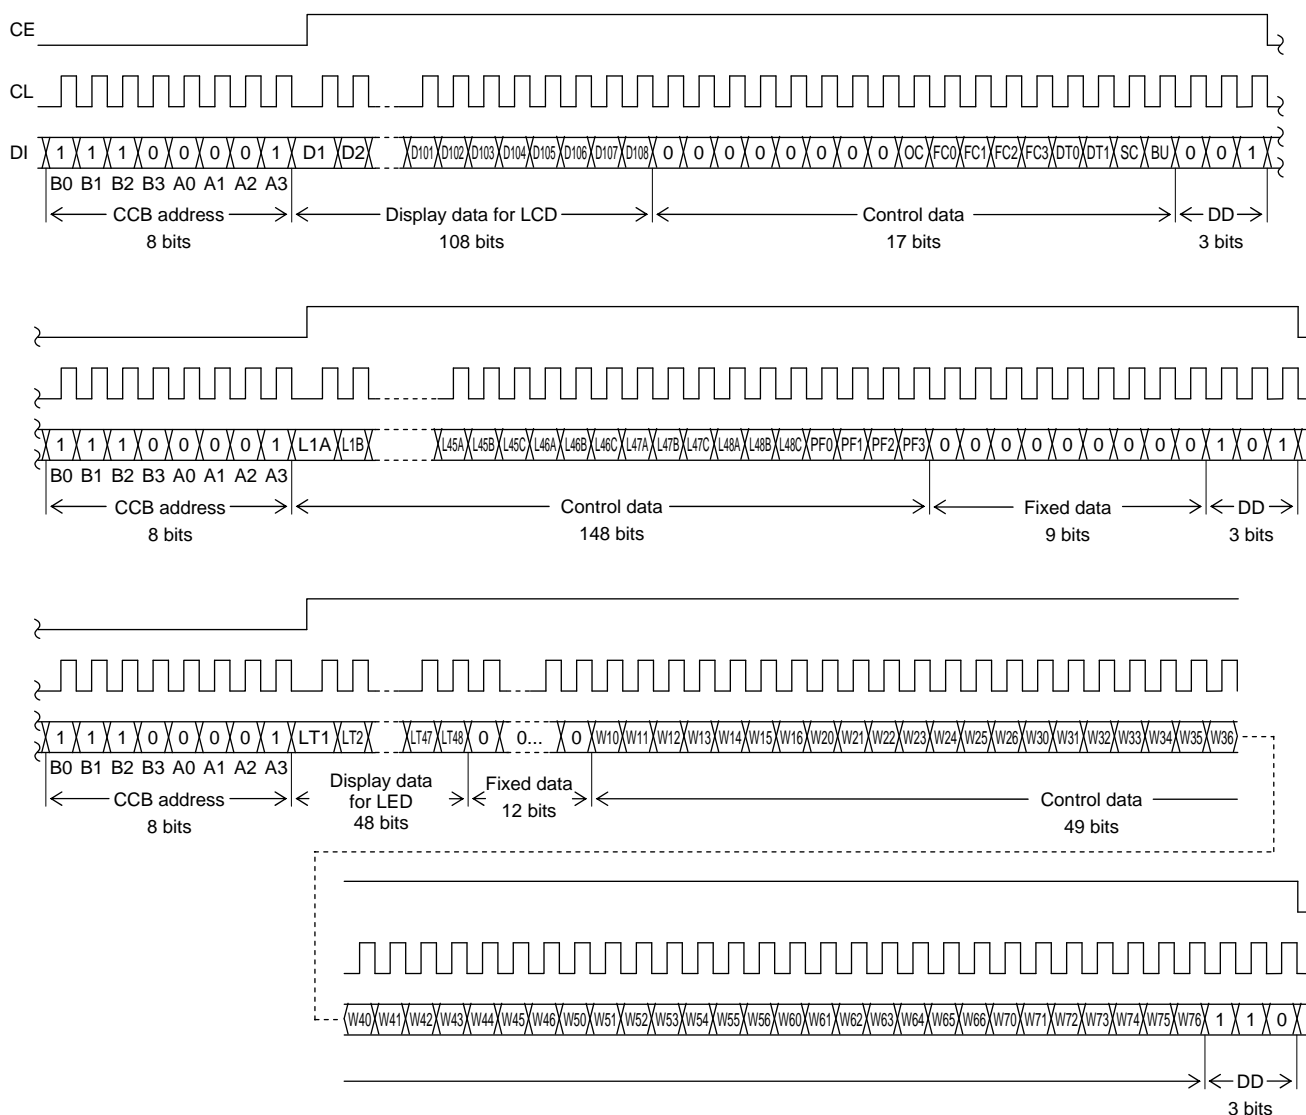 CE
CL
DI 1 1 1 0 0 0 0 1 D1 D2 D101 D102 D103 D104 D105 D106 D107 D108 0 0 0 0 0 0 0 0 OC FC0 FC1 FC2 FC3 DT0 DT1 SC BU 0 0 1
B0 B1 B2 B3 A0 A1 A2 A3
CCB address Display data for LCD Control data DD
8 bits 108 bits 17 bits 3 bits
1 1 1 0 0 0 0 1 L1A L1B L45A L45B L45C L46A L46B L46C L47A L47B L47C L48A L48B L48C PF0 PF1 PF2 PF3 0 0 0 0 0 0 0 0 0 1 0 1
B0 B1 B2 B3 A0 A1 A2 A3
CCB address Control data Fixed data DD
8 bits 148 bits 9 bits 3 bits
1 1 1 0 0 0 0 1 LT1 LT2 LT47 LT48 0 0... 0 W10 W11 W12 W13 W14 W15 W16 W20 W21 W22 W23 W24 W25 W26 W30 W31 W32 W33 W34 W35 W36
B0 B1 B2 B3 A0 A1 A2 A3
CCB address Display data for LED Fixed data Control data
8 bits 48 bits 12 bits 49 bits
W40 W41 W42 W43 W44 W45 W46 W50 W51 W52 W53 W54 W55 W56 W60 W61 W62 W63 W64 W65 W66 W70 W71 W72 W73 W74 W75 W76 1 1 0
DD
3 bits